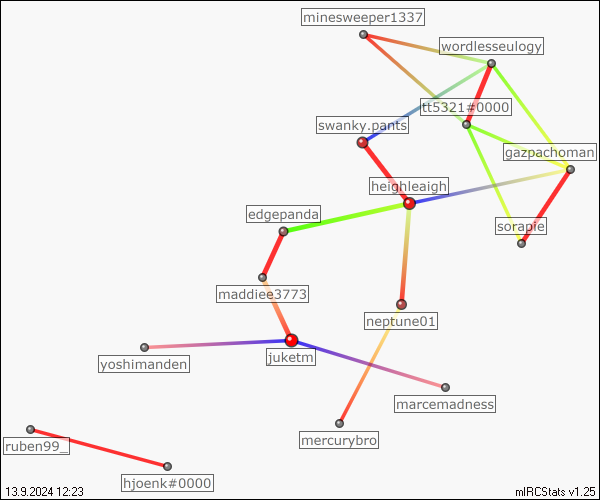 minesweeper1337
wordlesseulogy
tt5321#0000
swanky.pants
gazpachoman
heighleaigh
edgepanda
sorapie
maddiee3773
neptune01
juketm
yoshimanden
marcemadness
mercurybro
ruben99_
hjoenk#0000
13.9.2024 12:23
mIRCStats v1.25